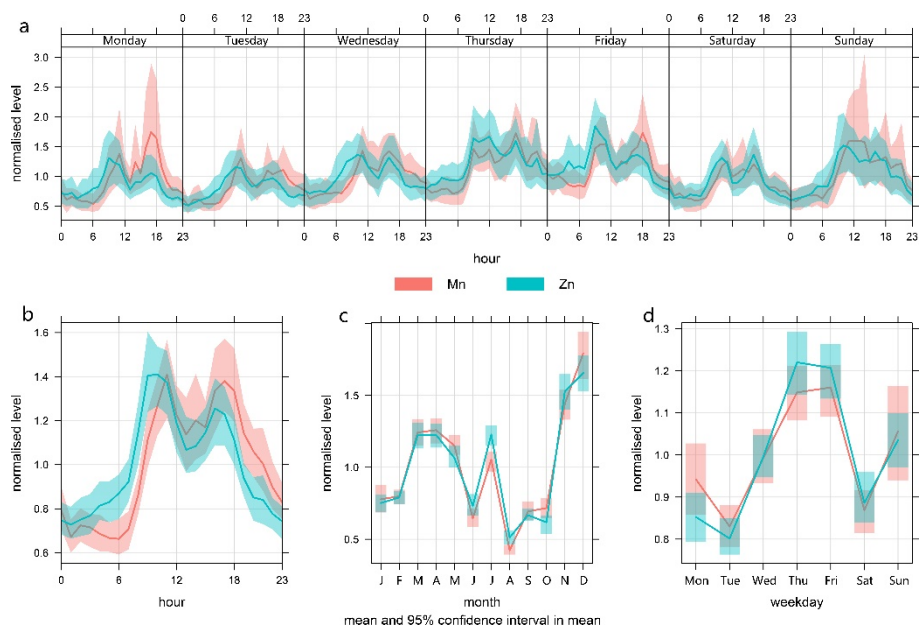 0 6 12 18 23 0 6 12 18 23 0 6 12 18 23
a
Monday Tuesday Wednesday Thursday Friday Saturday Sunday
normalised level
3.0
2.5
2.0
1.5
1.0
0.5
0 6 12 18 23 0 6 12 18 23 0 6 12 18 23 0 6 12 18 23
hour
Mn Zn
b
normalised level
1.6
1.4
1.2
1.0
0.8
0.6
0 6 12 18 23
hour
c
normalised level
1.5
1.0
0.5
J F M A M J J A S O N D
month
mean and 95% confidence interval in mean
d
normalised level
1.3
1.2
1.1
1.0
0.9
0.8
Mon Tue Wed Thu Fri Sat Sun
weekday